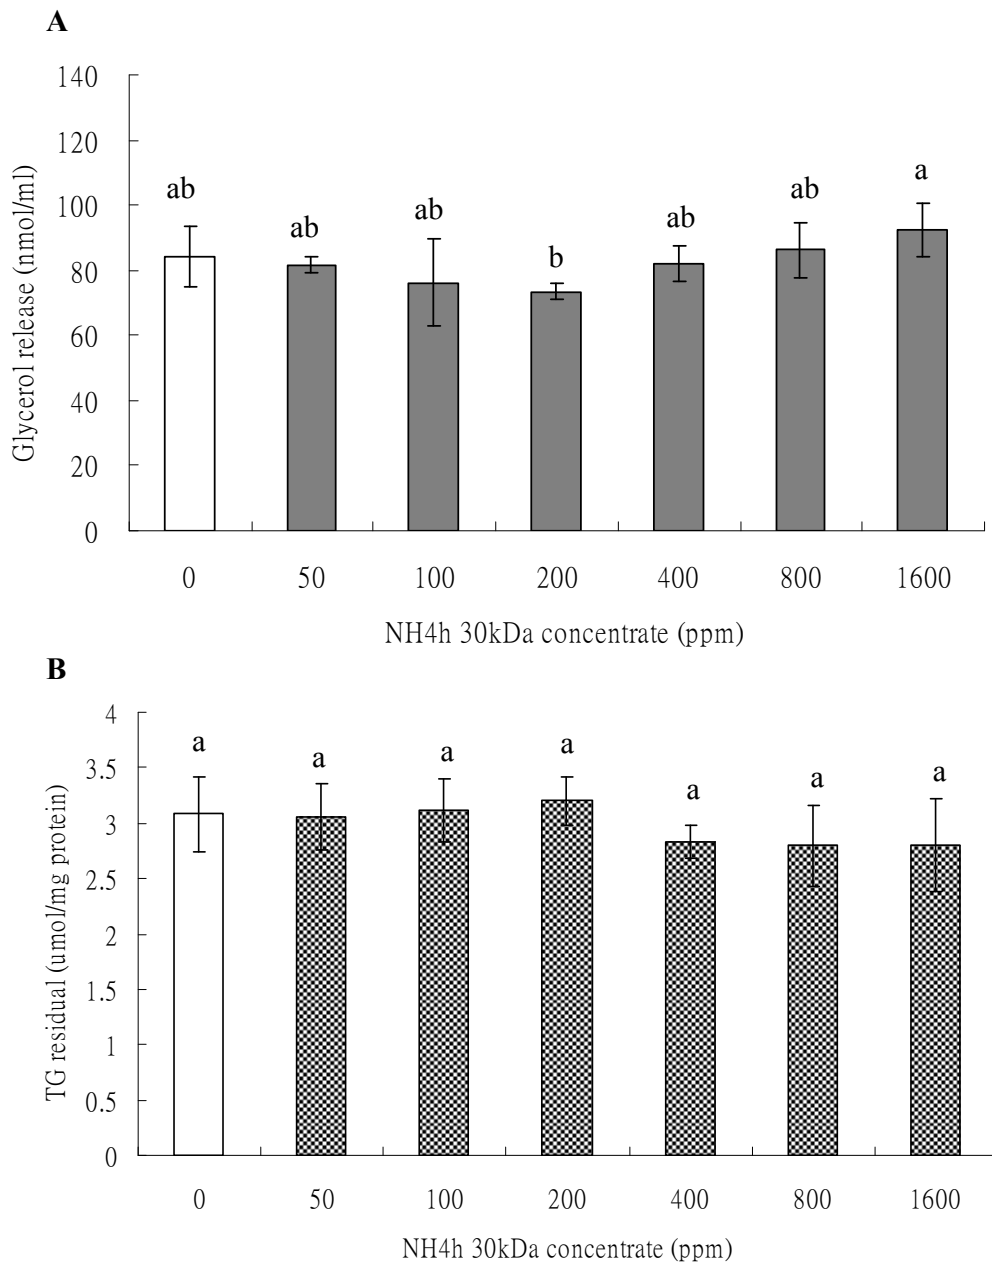 A
Glycerol release (nmol/ml)
140
120
100
80
60
40
20
0
ab
ab
ab
b
ab
ab
a
0 50 100 200 400 800 1600
NH4h 30kDa concentrate (ppm)
B
TG residual (umol/mg protein)
4
3.5
3
2.5
2
1.5
1
0.5
0
a
a
a
a
a
a
a
0 50 100 200 400 800 1600
NH4h 30kDa concentrate (ppm)